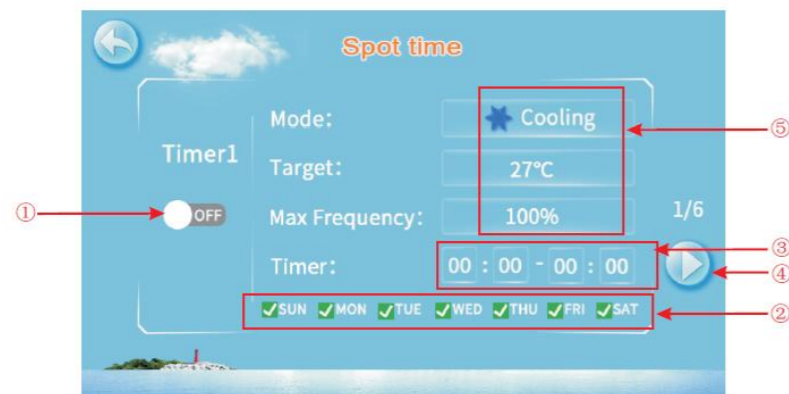 Spot time
Mode: Cooling ⑤
Timer1
Target: 27℃
① OFF
Max Frequency: 100%
1/6
③
Timer: 00 : 00 - 00 : 00
④
SUN MON TUE WED THU FRI SAT ②